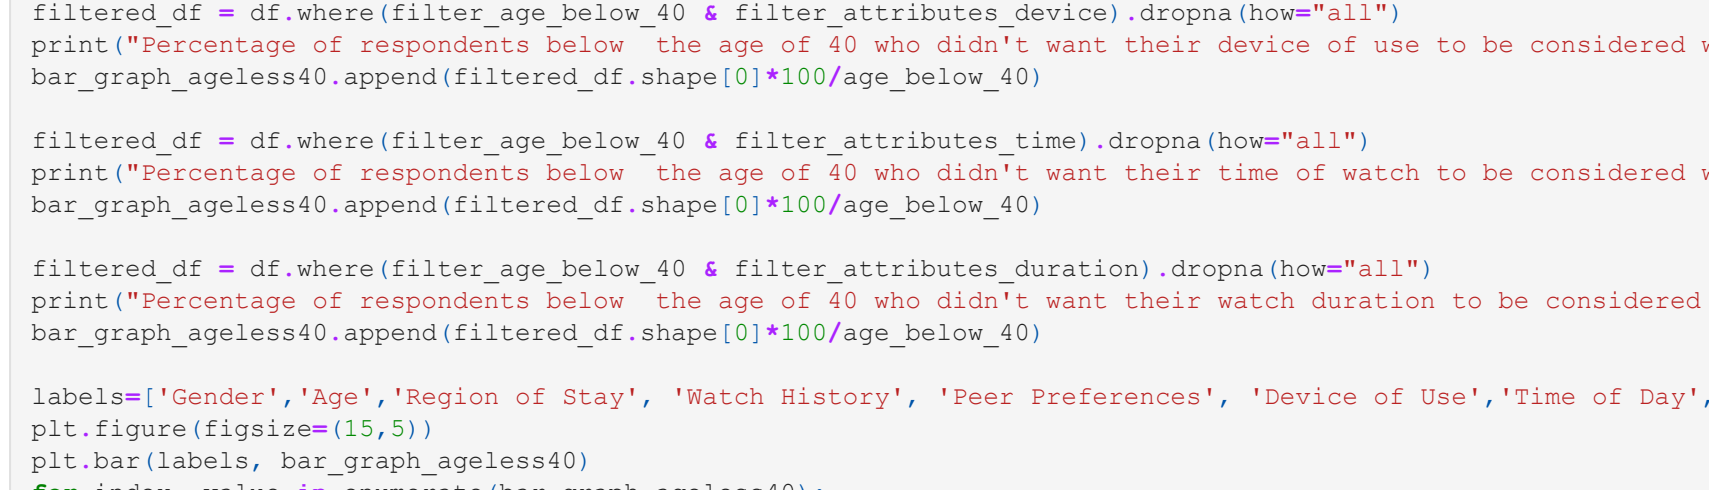 filtered_df = df.where(filter_age_below_40 & filter_attributes_device).dropna(how="all")
print("Percentage of respondents below  the age of 40 who didn't want their device of use to be considered
bar_graph_ageless40.append(filtered_df.shape[0]*100/age_below_40)
filtered_df = df.where(filter_age_below_40 & filter_attributes_time).dropna(how="all")
print("Percentage of respondents below  the age of 40 who didn't want their time of watch to be considered
bar_graph_ageless40.append(filtered_df.shape[0]*100/age_below_40)
filtered_df = df.where(filter_age_below_40 & filter_attributes_duration).dropna(how="all")
print("Percentage of respondents below  the age of 40 who didn't want their watch duration to be considered
bar_graph_ageless40.append(filtered_df.shape[0]*100/age_below_40)
labels=['Gender','Age','Region of Stay', 'Watch History', 'Peer Preferences', 'Device of Use','Time of Day',
plt.figure(figsize=(15,5))
plt.bar(labels, bar_graph_ageless40)
for index, value in enumerate(bar_graph_ageless40):